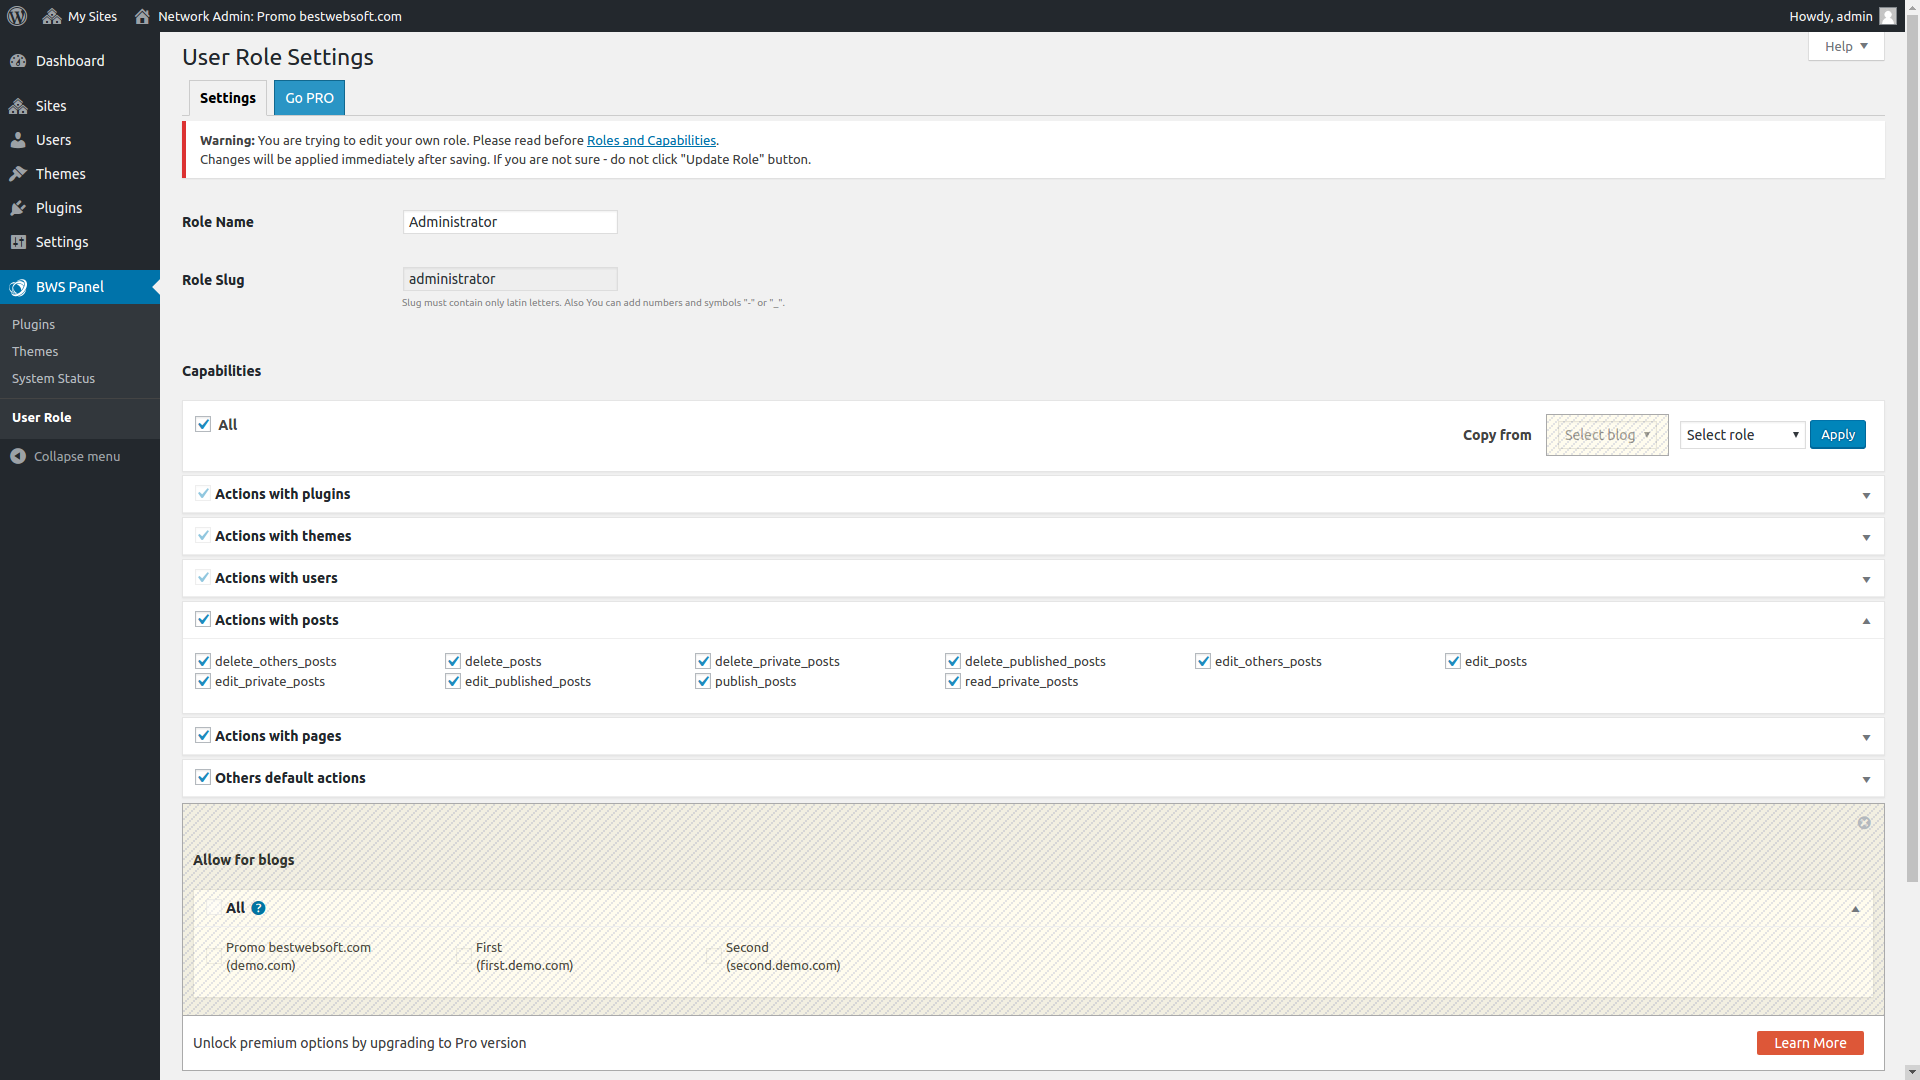 My Sites
Network Admin: Promo bestwebsoft.com
Howdy, admin
Dashboard
Sites
Users
Themes
Plugins
Settings
BWS Panel
Plugins
Themes
System Status
User Role
Collapse menu
Help
User Role Settings
Settings
Go PRO
Warning: You are trying to edit your own role. Please read before Roles and Capabilities.
Changes will be applied immediately after saving. If you are not sure - do not click "Update Role" button.
Role Name
Administrator
Role Slug
administrator
Slug must contain only latin letters. Also You can add numbers and symbols "-" or "_".
Capabilities
All
Copy from
Select blog
Select role
Apply
Actions with plugins
Actions with themes
Actions with users
Actions with posts
delete_others_posts
delete_posts
delete_private_posts
delete_published_posts
edit_others_posts
edit_posts
edit_private_posts
edit_published_posts
publish_posts
read_private_posts
Actions with pages
Others default actions
Allow for blogs
All ?
Promo bestwebsoft.com
(demo.com)
First
(first.demo.com)
Second
(second.demo.com)
Unlock premium options by upgrading to Pro version
Learn More